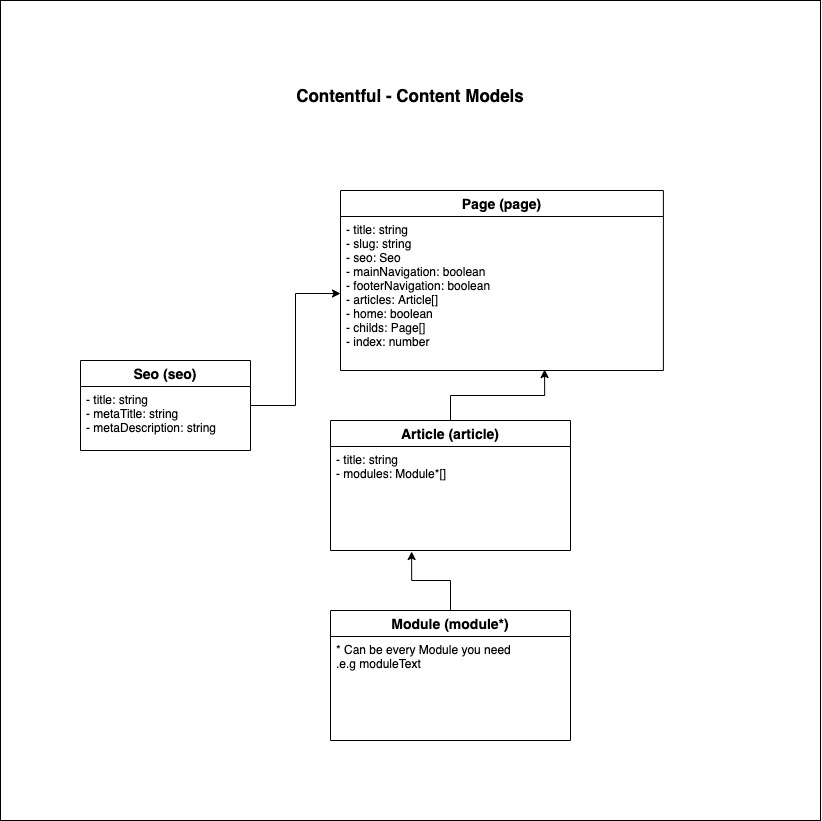 Contentful - Content Models
Page (page)
- title: string
- slug: string
- seo: Seo
- mainNavigation: boolean
- footerNavigation: boolean
- articles: Article[]
- home: boolean
- childs: Page[]
- index: number
Seo (seo)
- title: string
- metaTitle: string
- metaDescription: string
Article (article)
- title: string
- modules: Module*[]
Module (module*)
* Can be every Module you need
.e.g moduleText